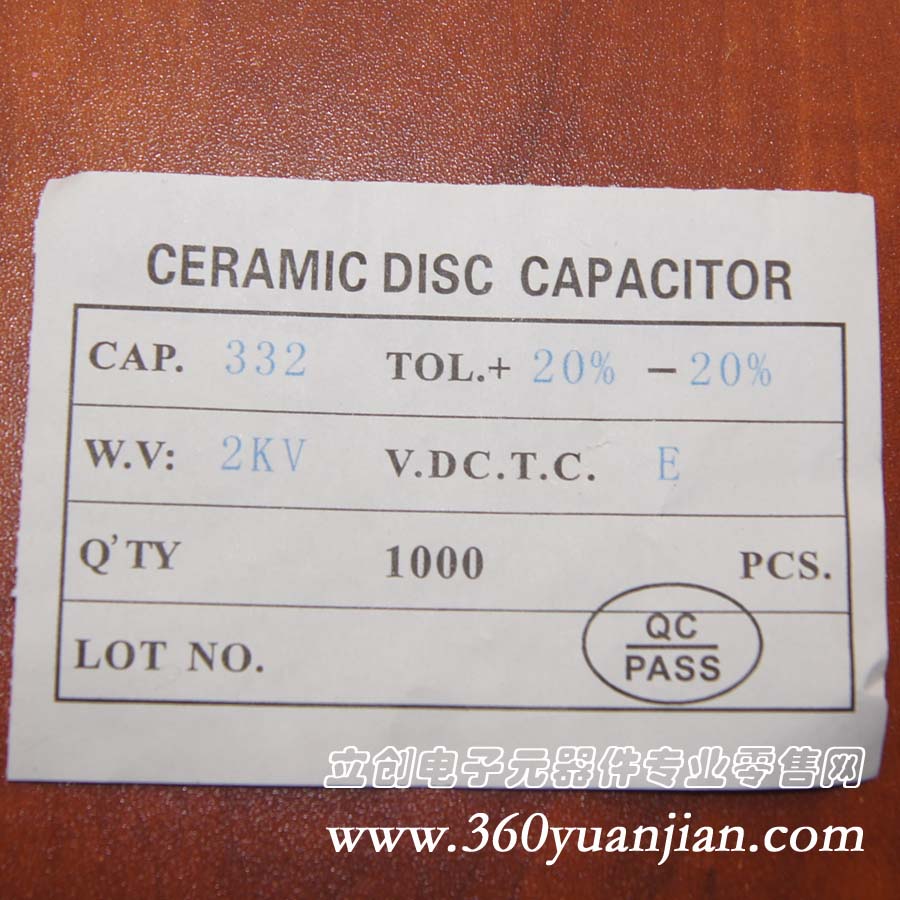 CERAMIC DISC CAPACITOR
CAP. 332 TOL.+ 20% -20%
W.V: 2KV V.DC.T.C. E
Q'TY 1000 PCS.
LOT NO.
QC
PASS
立创电子元器件专业零售网
www.360yuanjian.com